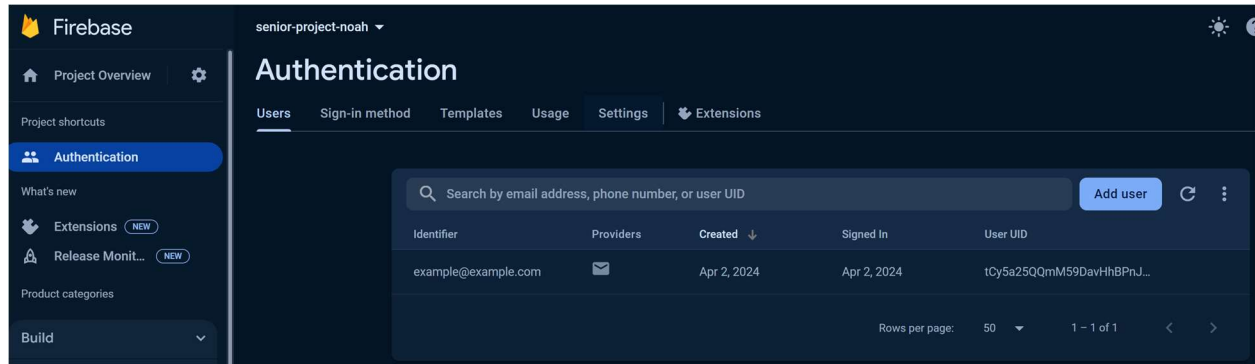 Firebase
Project Overview
Project shortcuts
Authentication
What's new
Extensions NEW
Release Monit... NEW
Product categories
Build
senior-project-noah
Authentication
Users Sign-in method Templates Usage Settings Extensions
Search by email address, phone number, or user UID Add user
Identifier Providers Created Signed In User UID
example@example.com Apr 2, 2024 Apr 2, 2024 tCy5a25QQmM59DavHhBPnJ...
Rows per page: 50 1 – 1 of 1